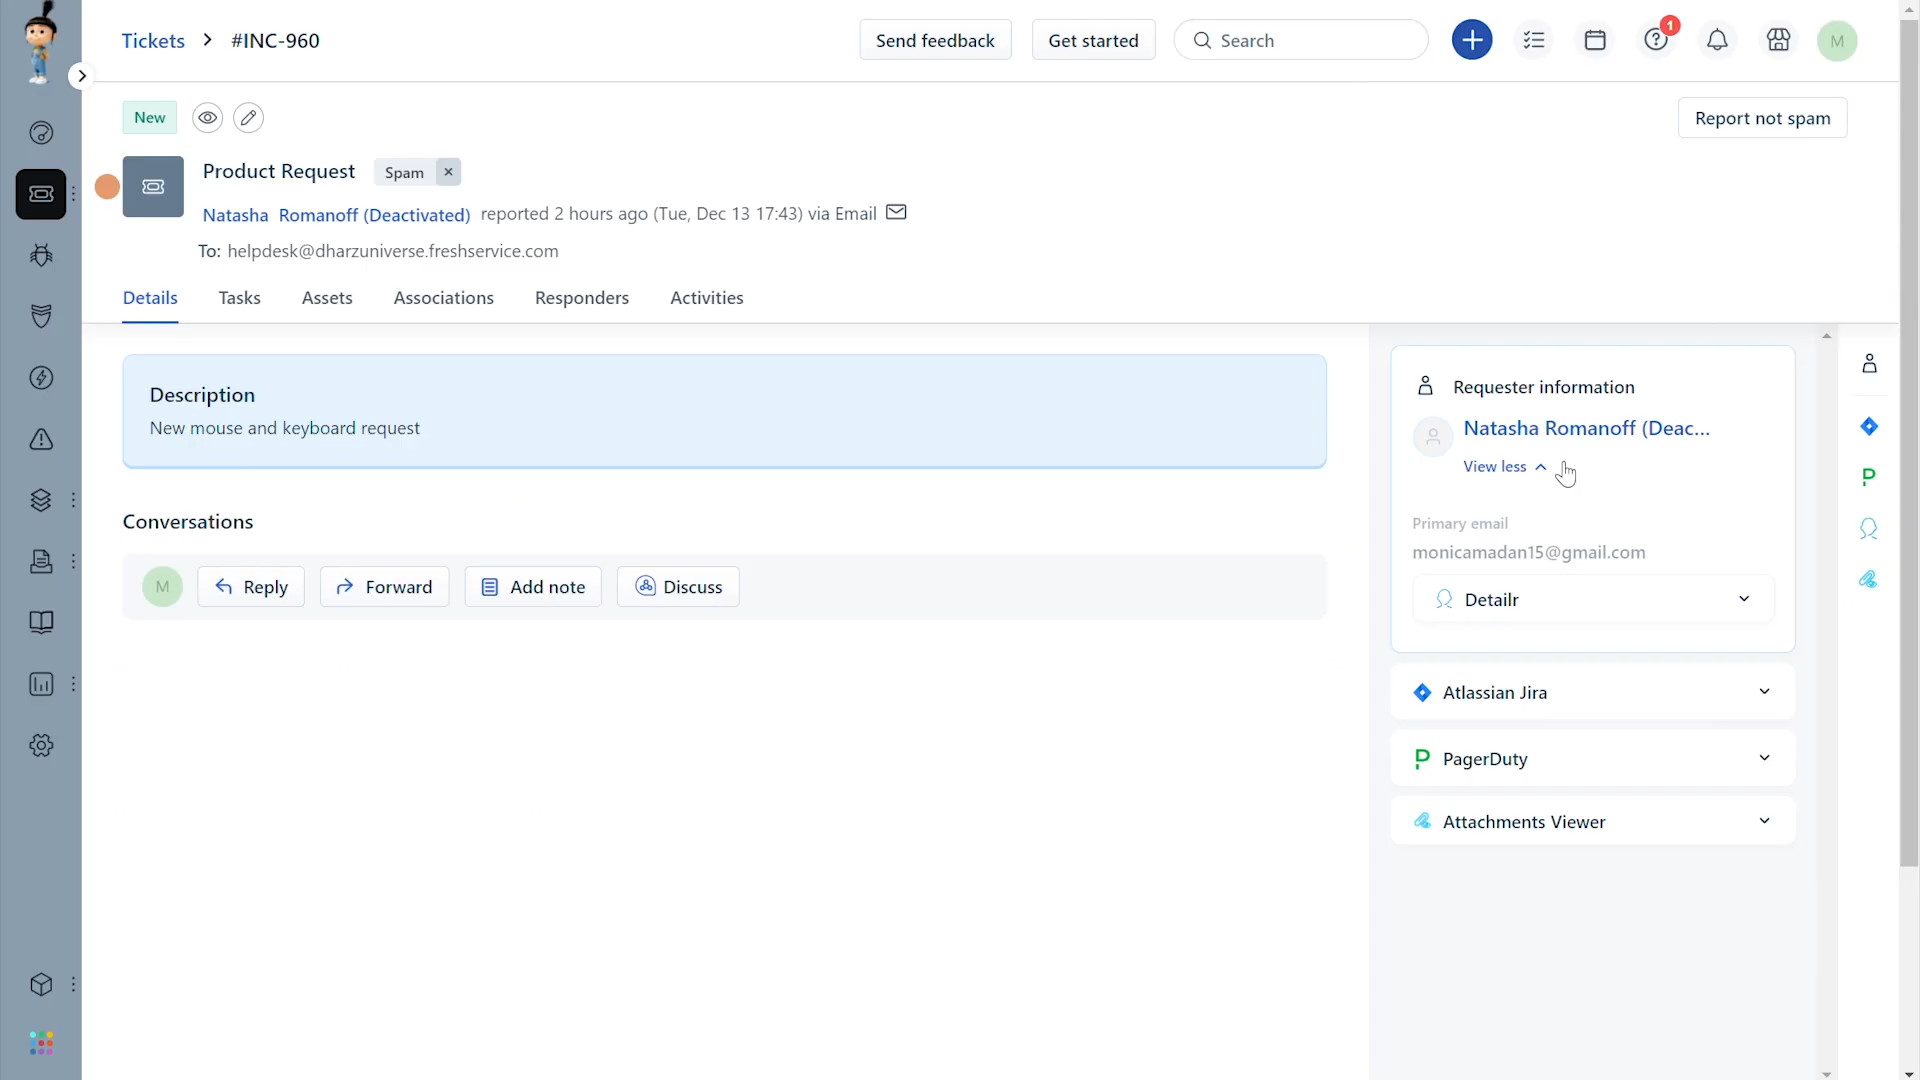 Tickets > #INC-960
Send feedback
Get started
Search
1
M
New
Report not spam
Product Request
Spam ×
Natasha Romanoff (Deactivated) reported 2 hours ago (Tue, Dec 13 17:43) via Email
To: helpdesk@dharzuniverse.freshservice.com
Details
Tasks
Assets
Associations
Responders
Activities
Description
New mouse and keyboard request
Conversations
M
Reply
Forward
Add note
Discuss
Requester information
Natasha Romanoff (Deac...
View less
Primary email
monicamadan15@gmail.com
Detailr
Atlassian Jira
PagerDuty
Attachments Viewer